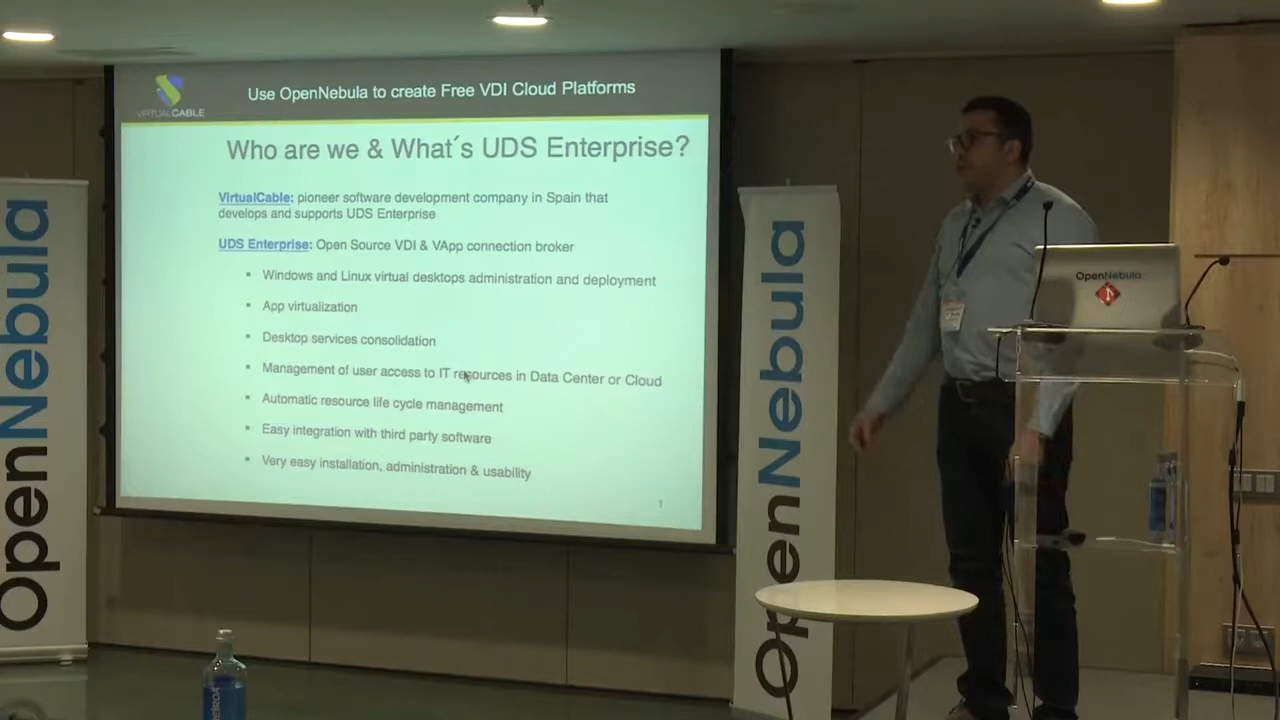 VIRTUALCABLE
Use OpenNebula to create Free VDI Cloud Platforms
Who are we & What´s UDS Enterprise?
VirtualCable: pioneer software development company in Spain that
develops and supports UDS Enterprise
UDS Enterprise: Open Source VDI & VApp connection broker
▪ Windows and Linux virtual desktops administration and deployment
▪ App virtualization
▪ Desktop services consolidation
▪ Management of user access to IT resources in Data Center or Cloud
▪ Automatic resource life cycle management
▪ Easy integration with third party software
▪ Very easy installation, administration & usability
1
OpenNebula
OpenNebula
OpenNebula